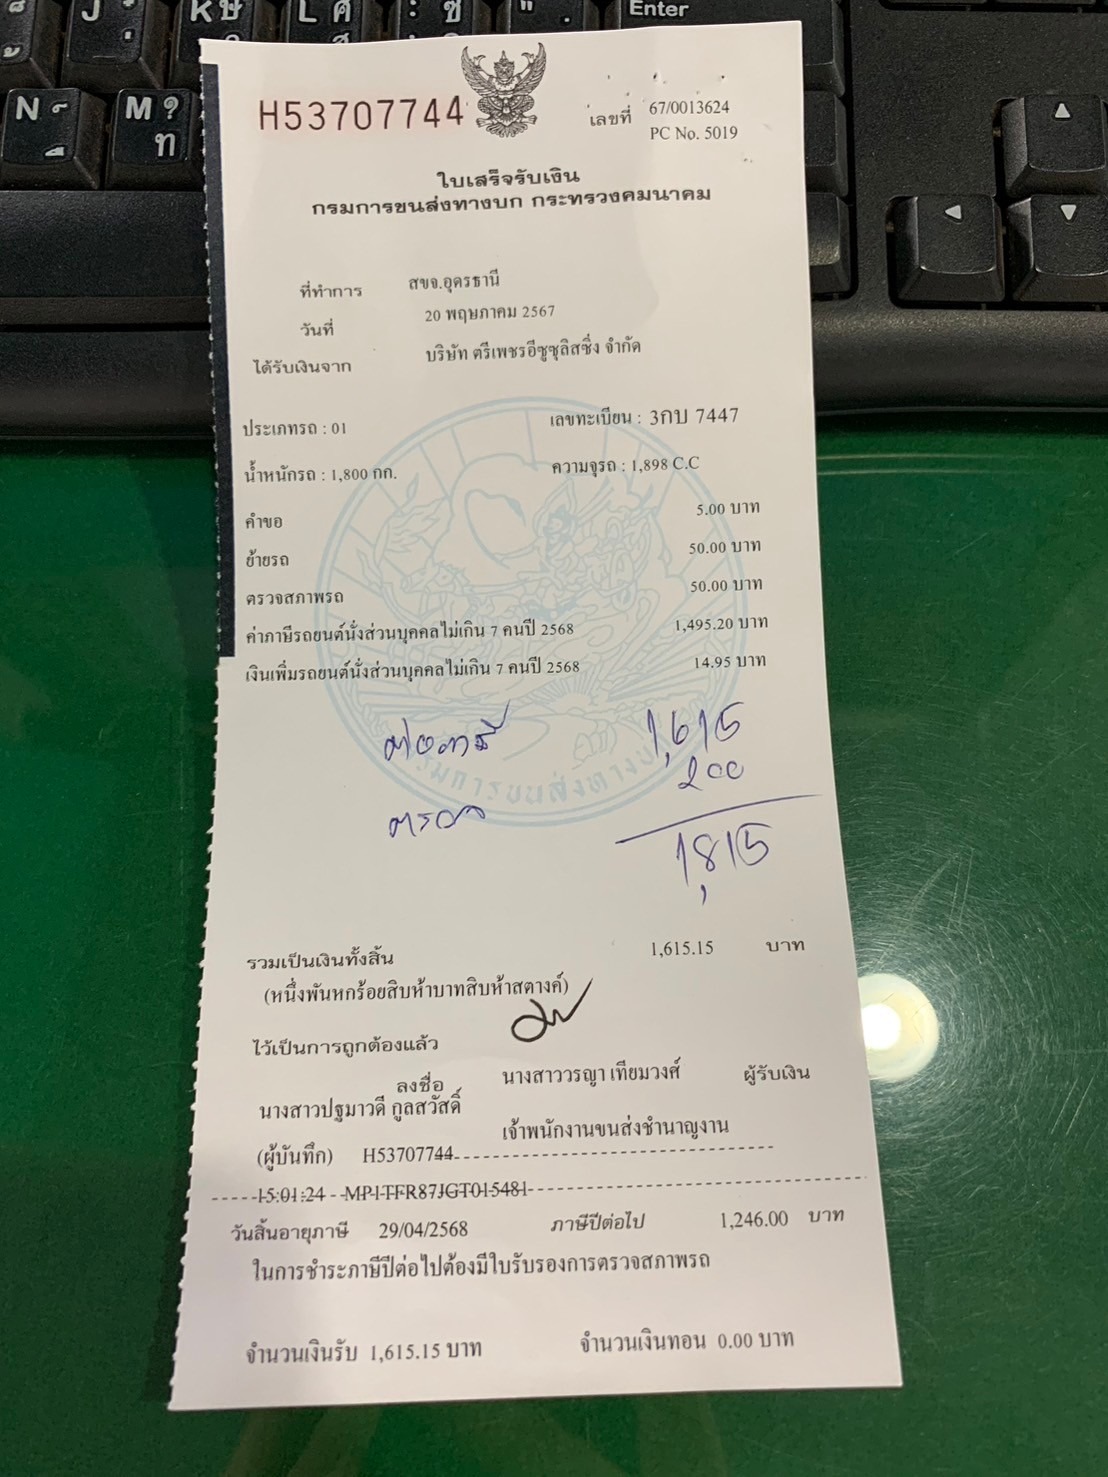 H53707744
เลขที่ 67/0013624
PC No. 5019
ใบเสร็จรับเงิน
กรมการขนส่งทางบก กระทรวงคมนาคม
ที่ทำการ สขจ.อุดรธานี
วันที่ 20 พฤษภาคม 2567
ได้รับเงินจาก บริษัท ตรีเพชรอีซูซุลิสซิ่ง จำกัด
ประเภทรถ : 01 เลขทะเบียน : 3กบ 7447
น้ำหนักรถ : 1,800 กก. ความจุรถ : 1,898 C.C
คำขอ 5.00 บาท
ย้ายรถ 50.00 บาท
ตรวจสภาพรถ 50.00 บาท
ค่าภาษีรถยนต์นั่งส่วนบุคคลไม่เกิน 7 คนปี 2568 1,495.20 บาท
เงินเพิ่มรถยนต์นั่งส่วนบุคคลไม่เกิน 7 คนปี 2568 14.95 บาท
ต่อภาษี 1,615
ตรวจ 200
1,815
กรมการขนส่งทางบก
รวมเป็นเงินทั้งสิ้น 1,615.15 บาท
(หนึ่งพันหกร้อยสิบห้าบาทสิบห้าสตางค์)
ไว้เป็นการถูกต้องแล้ว
ลงชื่อ นางสาววรญา เทียมวงศ์ ผู้รับเงิน
นางสาวปฐมาวดี กูลสวัสดิ์
เจ้าพนักงานขนส่งชำนาญงาน
(ผู้บันทึก) H53707744
15:01:24 MP1TFR87JGT015481
วันสิ้นอายุภาษี 29/04/2568 ภาษีปีต่อไป 1,246.00 บาท
ในการชำระภาษีปีต่อไปต้องมีใบรับรองการตรวจสภาพรถ
จำนวนเงินรับ 1,615.15 บาท จำนวนเงินทอน 0.00 บาท
Enter
N
M ?
ท
J
K ษ
L ศ